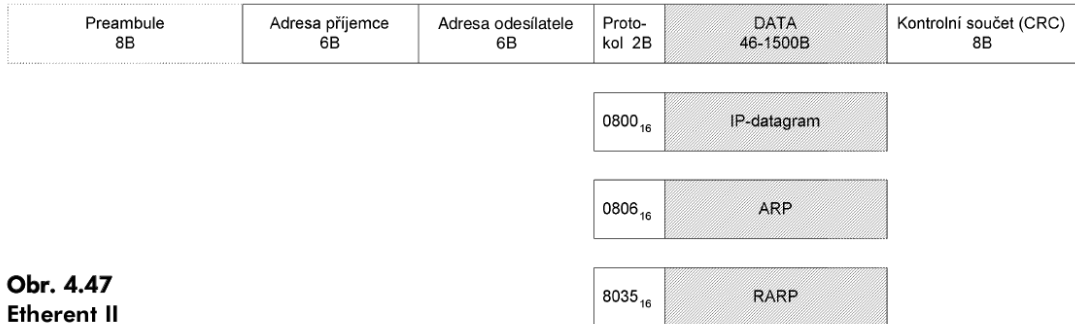 Preambule
8B
Adresa příjemce
6B
Adresa odesílatele
6B
Proto-
kol 2B
DATA
46-1500B
Kontrolní součet (CRC)
8B
0800₁₆
IP-datagram
0806₁₆
ARP
8035₁₆
RARP
Obr. 4.47
Etherent II